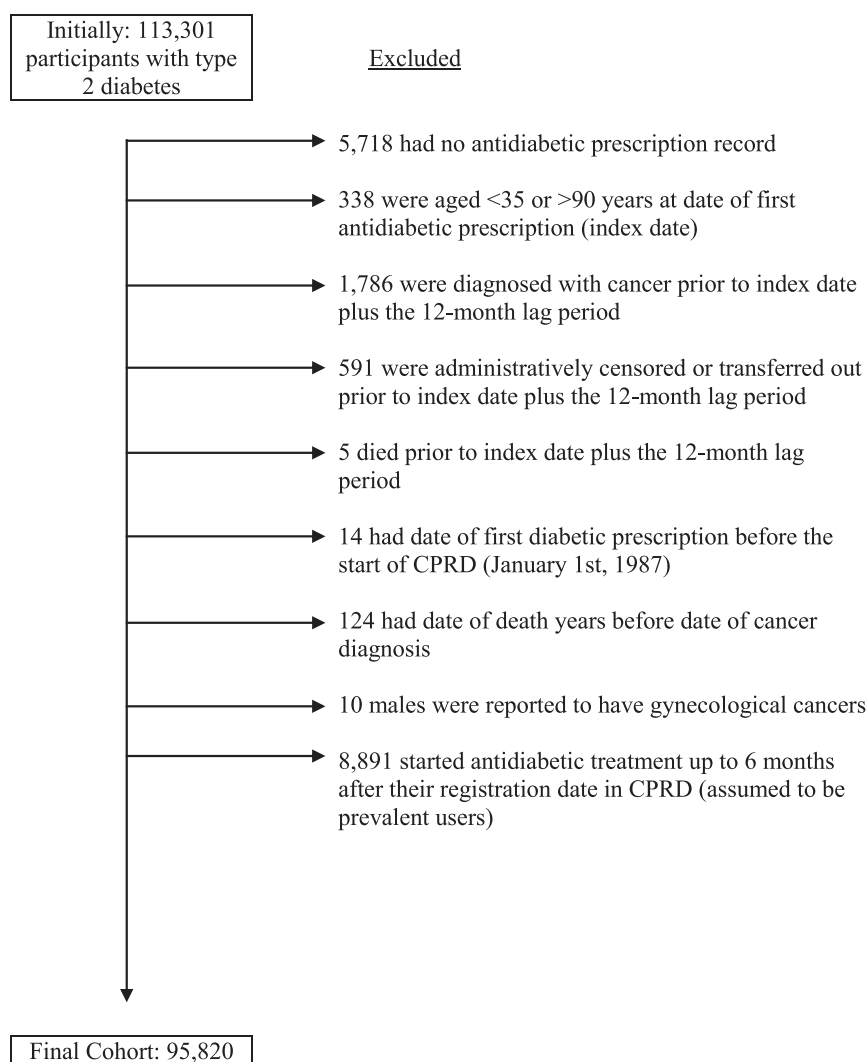 Initially: 113,301
participants with type
2 diabetes
Excluded
5,718 had no antidiabetic prescription record
338 were aged <35 or >90 years at date of first
antidiabetic prescription (index date)
1,786 were diagnosed with cancer prior to index date
plus the 12-month lag period
591 were administratively censored or transferred out
prior to index date plus the 12-month lag period
5 died prior to index date plus the 12-month lag
period
14 had date of first diabetic prescription before the
start of CPRD (January 1st, 1987)
124 had date of death years before date of cancer
diagnosis
10 males were reported to have gynecological cancers
8,891 started antidiabetic treatment up to 6 months
after their registration date in CPRD (assumed to be
prevalent users)
Final Cohort: 95,820